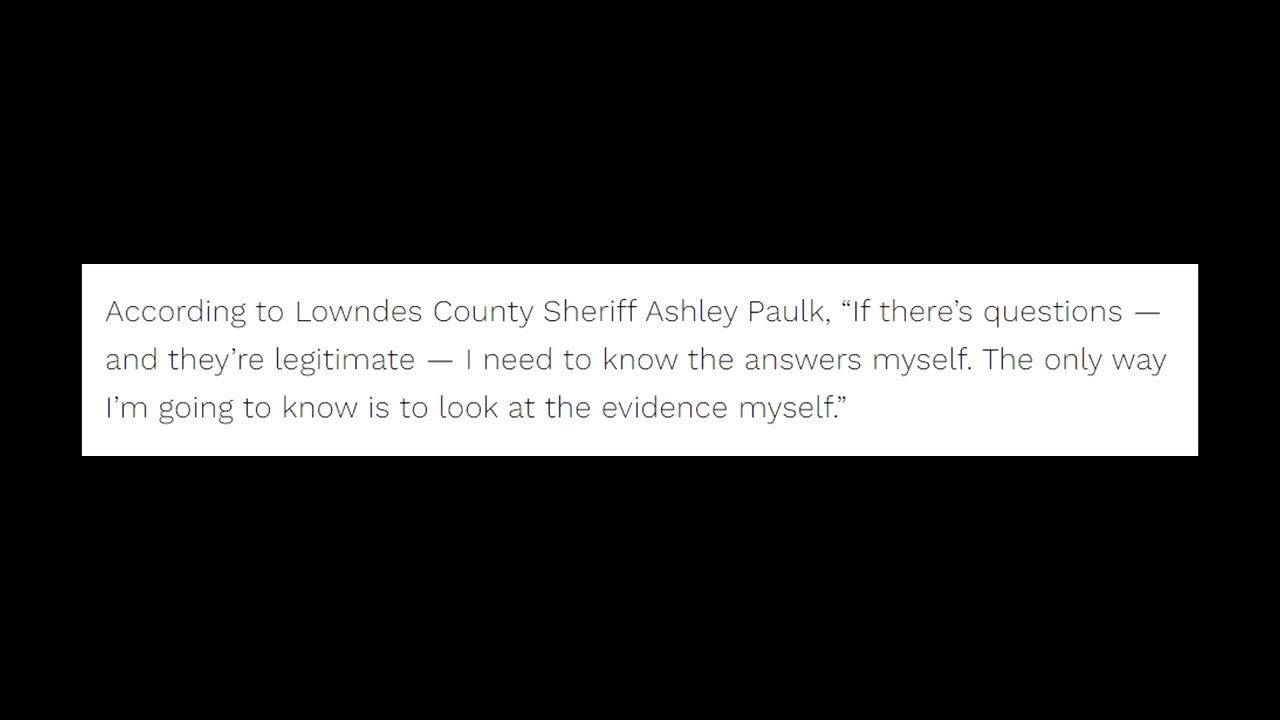 According to Lowndes County Sheriff Ashley Paulk, “If there’s questions —
and they’re legitimate — I need to know the answers myself. The only way
I’m going to know is to look at the evidence myself.”